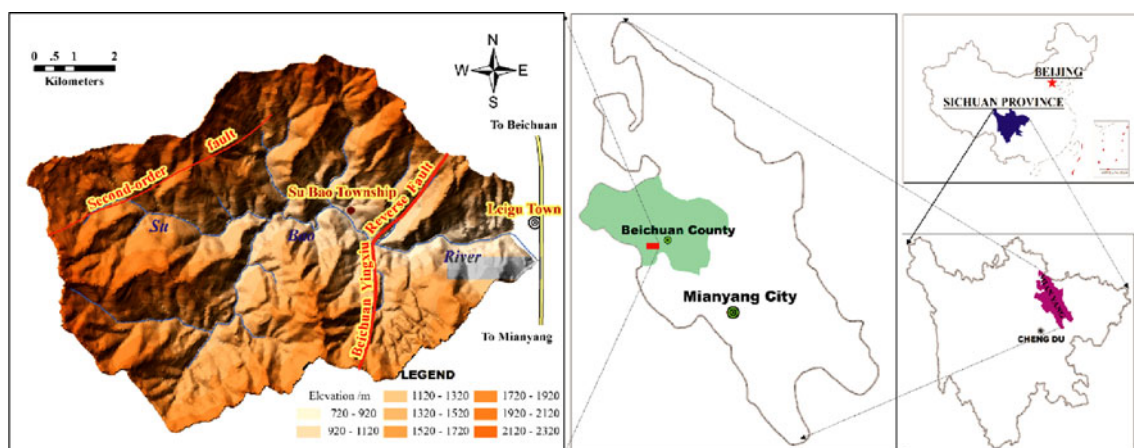 0 .5 1 2
Kilometers
N
W E
S
To Beichuan
Second-order fault
Su Bao Township
Leigu Town
Su
Bao
River
Beichuan Yingxiu Reverse Fault
To Mianyang
LEGEND
Elevation /m
720 - 920
920 - 1120
1120 - 1320
1320 - 1520
1520 - 1720
1720 - 1920
1920 - 2120
2120 - 2320
Beichuan County
Mianyang City
BEIJING
SICHUAN PROVINCE
CHENG DU